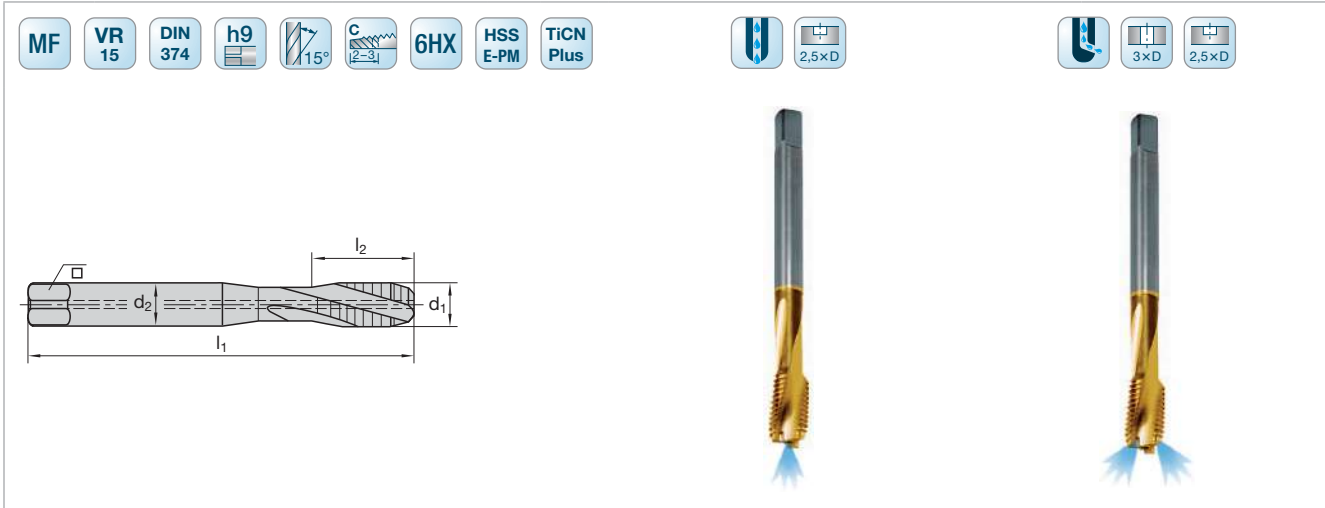 MF
VR
15
DIN
374
h9
15°
C
2–3
6HX
HSS
E-PM
TiCN
Plus
2,5×D
3×D
2,5×D
l2
d2
d1
l1